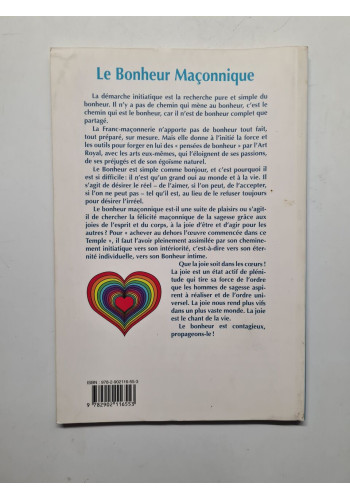 Le Bonheur Maçonnique
La démarche initiatique est la recherche pure et simple du
bonheur. Il n'y a pas de chemin qui mène au bonheur, c'est le
chemin qui est le bonheur, car il n'est de bonheur complet que
partagé.
La Franc-maçonnerie n'apporte pas de bonheur tout fait,
tout préparé, sur mesure. Mais elle donne à l'initié la force et
les outils pour forger en lui des « pensées de bonheur » par l'Art
Royal, avec les arts eux-mêmes, qui l'éloignent de ses passions,
de ses préjugés et de son égoïsme naturel.
Le Bonheur est simple comme bonjour, et c'est pourquoi il
est si difficile : il n'est qu'un grand oui au monde et à la vie. Il
s'agit de désirer le réel – de l'aimer, si l'on peut, de l'accepter,
si l'on ne peut pas – tel qu'il est, au lieu de le refuser toujours
pour désirer l'irréel.
Le bonheur maçonnique est-il une suite de plaisirs ou s'agit-
il de chercher la félicité maçonnique de la sagesse grâce aux
joies de l'esprit et du corps, à la joie d'être et d'agir pour les
autres ? Pour « achever au dehors l'œuvre commencée dans ce
Temple », il faut l'avoir pleinement assimilée par son chemine-
ment initiatique vers son intériorité, c'est-à-dire vers son éter-
nité individuelle, vers son Bonheur intime.
Que la joie soit dans les cœurs !
La joie est un état actif de pléni-
tude qui tire sa force de l'ordre
que les hommes de sagesse aspi-
rent à réaliser et de l'ordre uni-
versel. La joie nous rend plus vifs
dans un plus vaste monde. La joie
est le chant de la vie.
Le bonheur est contagieux,
propageons-le !
9 782902 116553